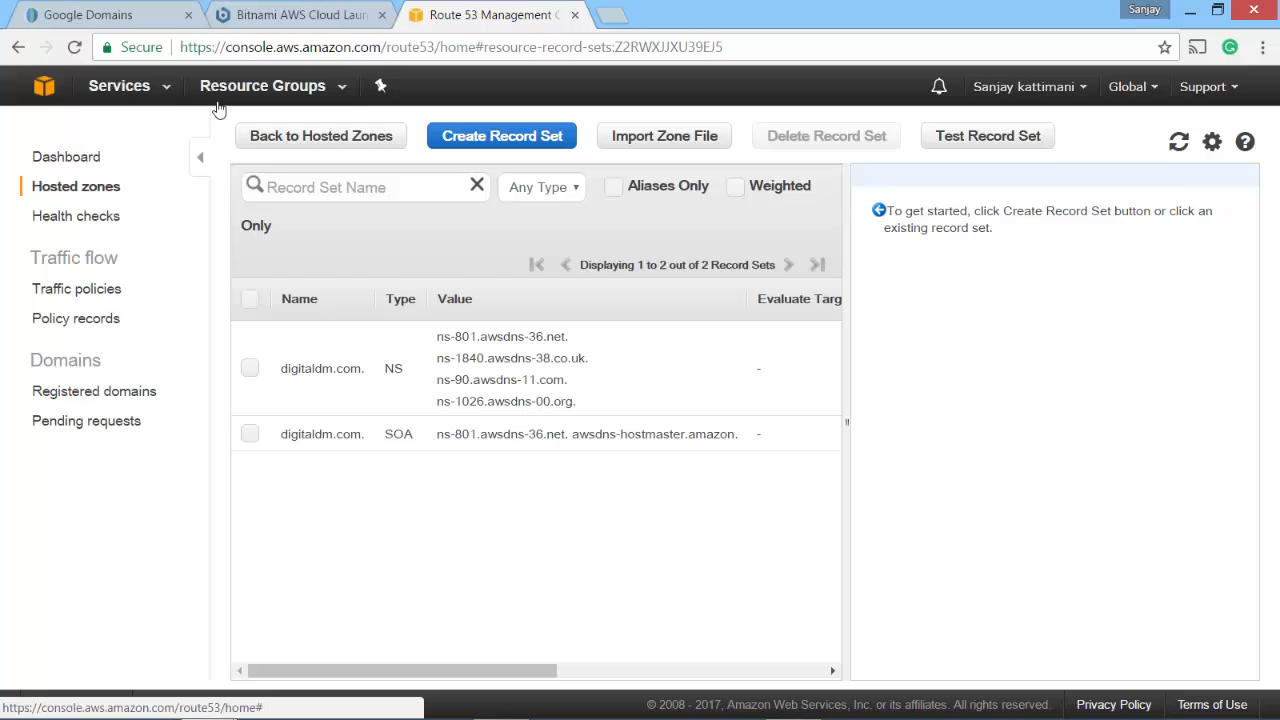 Google Domains
Bitnami AWS Cloud Laun
Route 53 Management C
Sanjay
Secure
https://console.aws.amazon.com/route53/home#resource-record-sets:Z2RWXJJXU39EJ5
Services
Resource Groups
Sanjay kattimani
Global
Support
Back to Hosted Zones
Create Record Set
Import Zone File
Delete Record Set
Test Record Set
Dashboard
Hosted zones
Health checks
Traffic flow
Traffic policies
Policy records
Domains
Registered domains
Pending requests
Record Set Name
Any Type
Aliases Only
Weighted
Only
Displaying 1 to 2 out of 2 Record Sets
Name Type Value Evaluate Targ
digitaldm.com. NS
ns-801.awsdns-36.net.
ns-1840.awsdns-38.co.uk.
ns-90.awsdns-11.com.
ns-1026.awsdns-00.org.
-
digitaldm.com. SOA ns-801.awsdns-36.net. awsdns-hostmaster.amazon. -
To get started, click Create Record Set button or click an
existing record set.
https://console.aws.amazon.com/route53/home#
© 2008 - 2017, Amazon Web Services, Inc. or its affiliates. All rights reserved.
Privacy Policy
Terms of Use